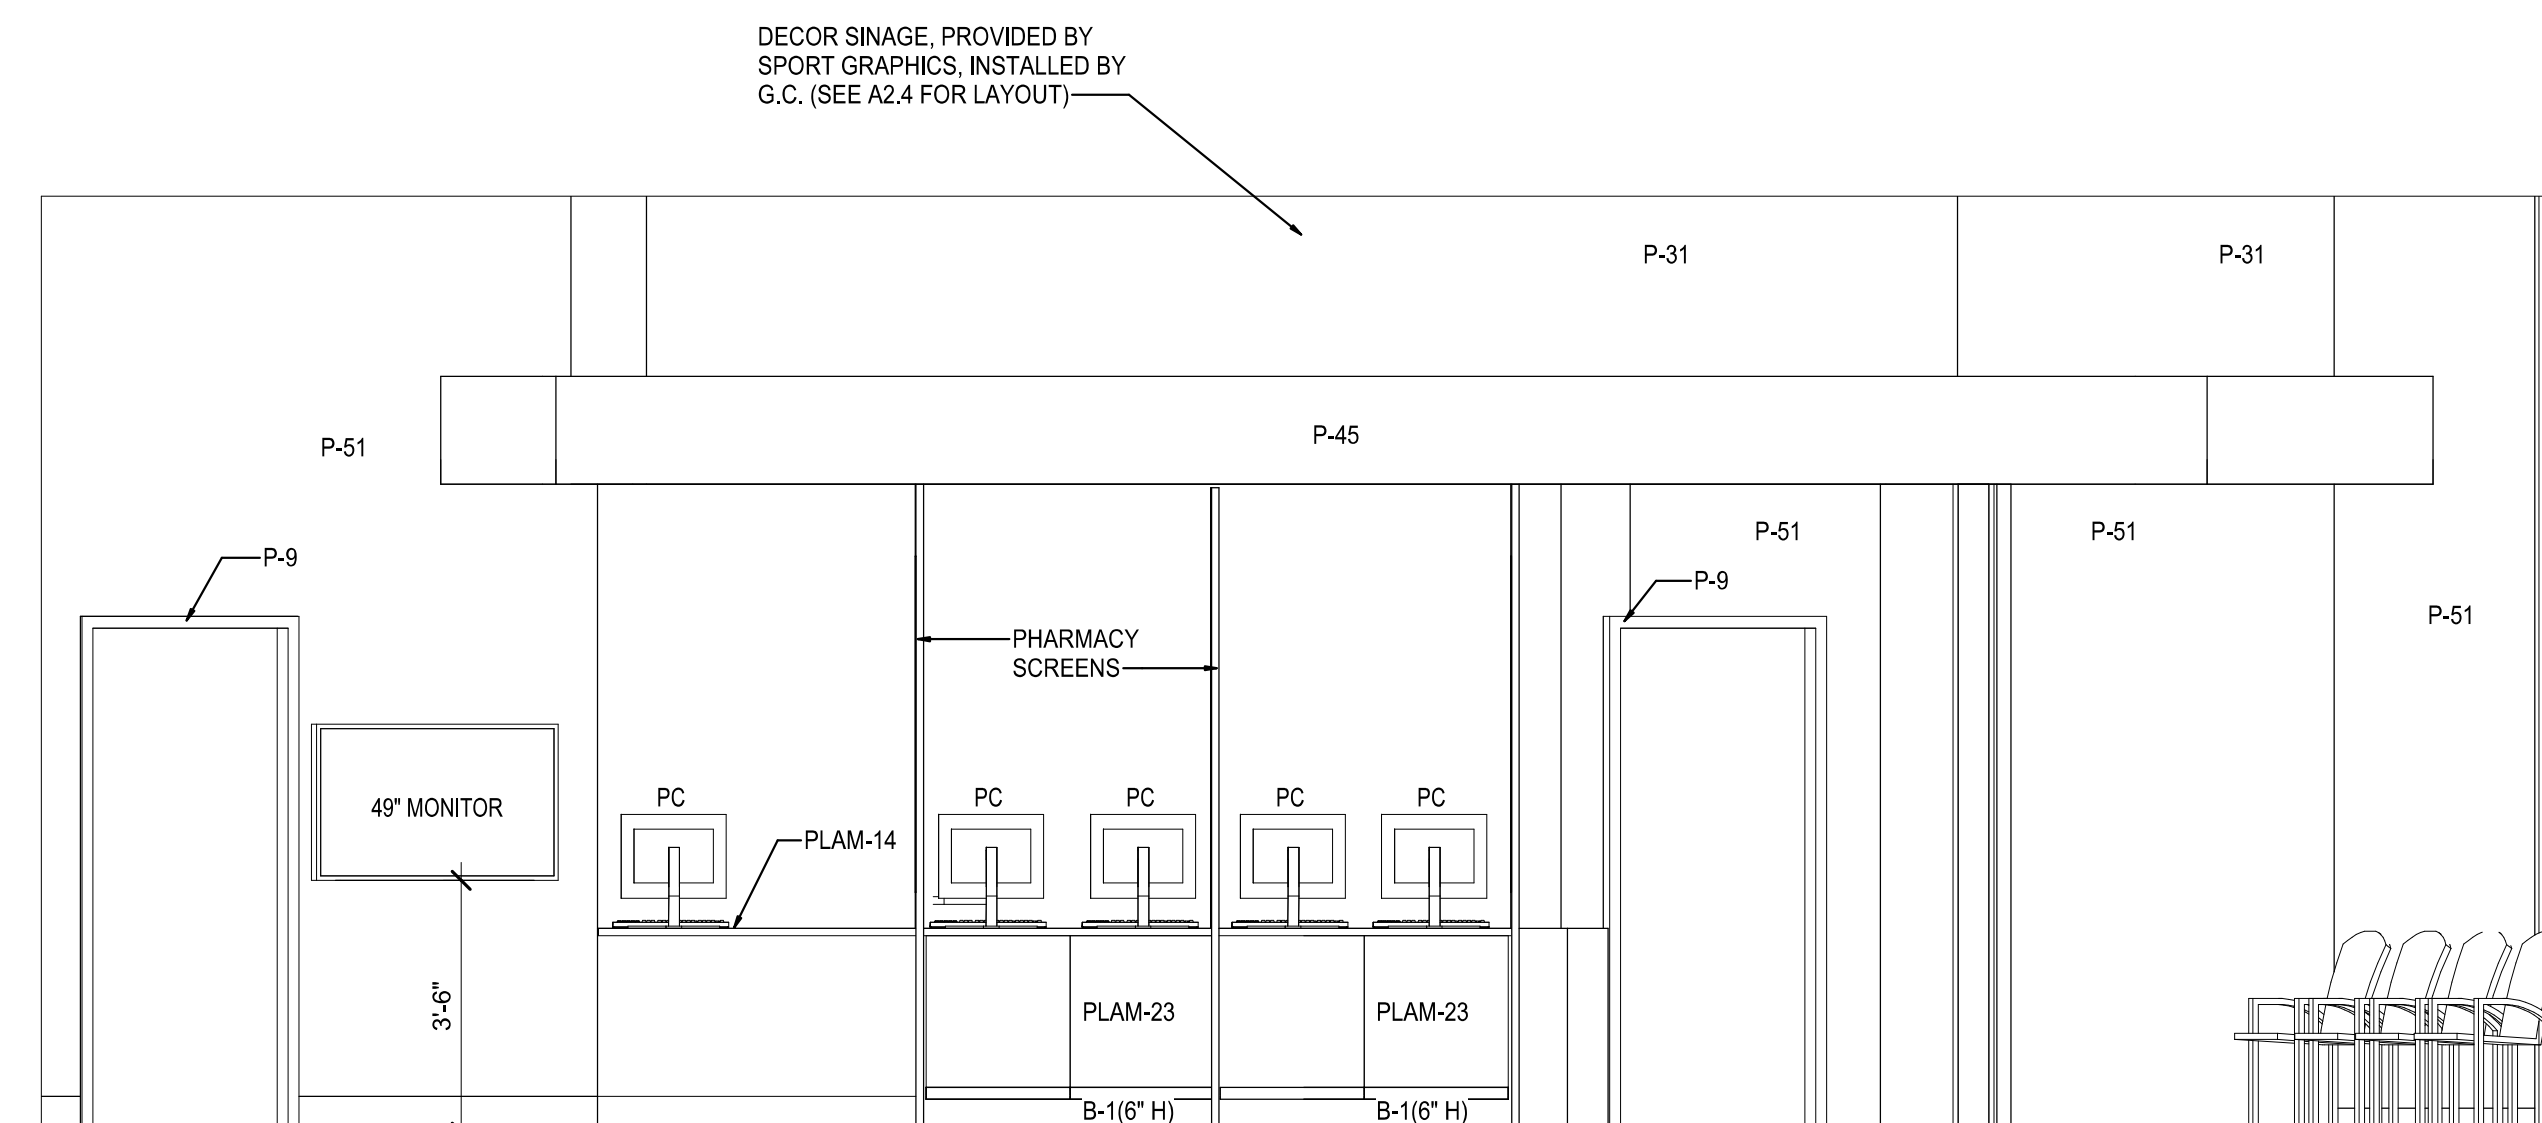 DECOR SINAGE, PROVIDED BY
SPORT GRAPHICS, INSTALLED BY
G.C. (SEE A2.4 FOR LAYOUT)
P-31
P-31
P-45
P-51
P-51
P-51
P-9
P-9
P-51
PHARMACY
SCREENS
49" MONITOR
PC
PC
PC
PC
PC
PLAM-14
3'-6"
PLAM-23
PLAM-23
B-1(6" H)
B-1(6" H)